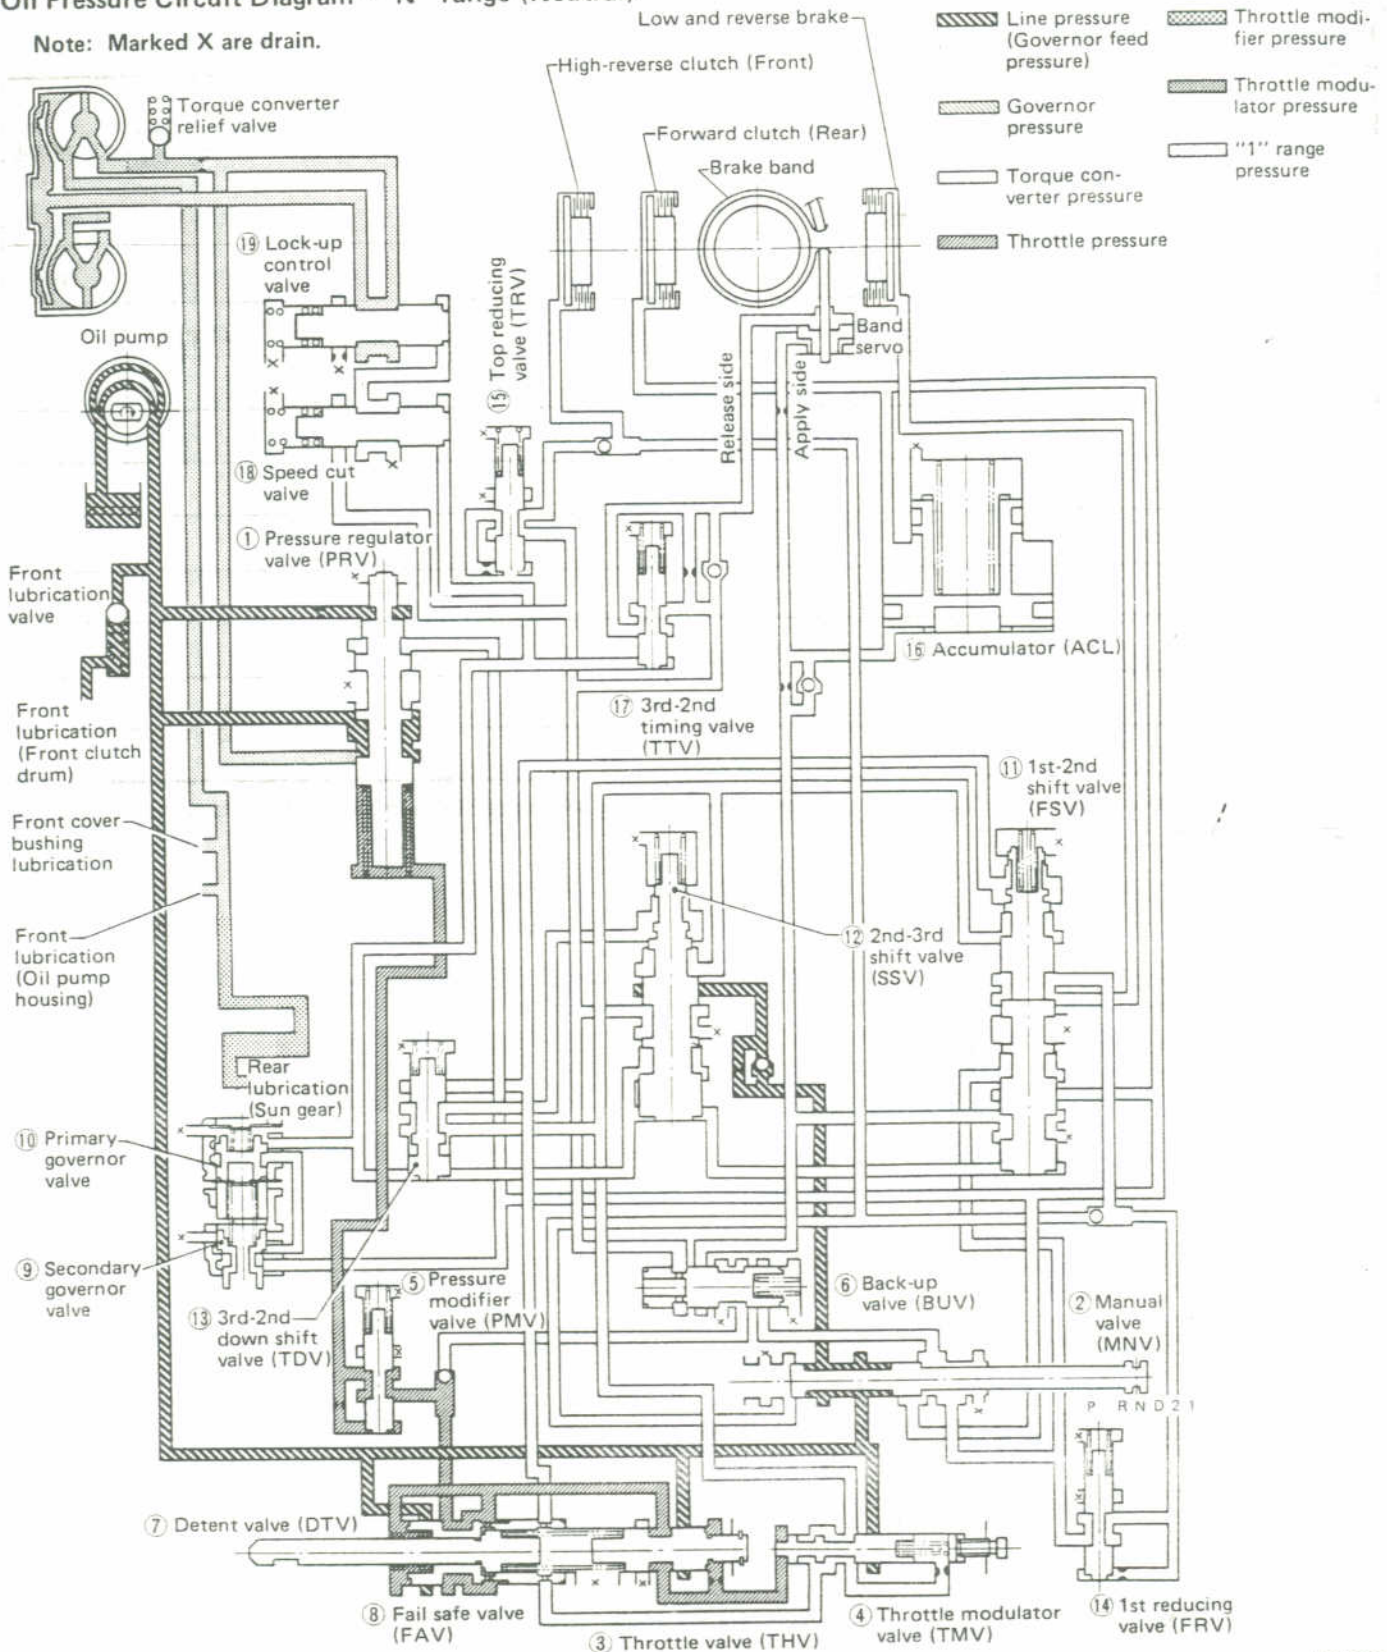 Oil Pressure Circuit Diagram - "N" range (Neutral)
Note: Marked X are drain.
Low and reverse brake
High-reverse clutch (Front)
Forward clutch (Rear)
Brake band
Line pressure
(Governor feed
pressure)
Governor
pressure
Torque con-
verter pressure
Throttle pressure
Throttle modi-
fier pressure
Throttle modu-
lator pressure
"1" range
pressure
Torque converter
relief valve
⑲ Lock-up
control
valve
Oil pump
⑮ Top reducing
valve (TRV)
Band
servo
Release side
Apply side
⑱ Speed cut
valve
① Pressure regulator
valve (PRV)
Front
lubrication
valve
⑯ Accumulator (ACL)
Front
lubrication
(Front clutch
drum)
⑰ 3rd-2nd
timing valve
(TTV)
⑪ 1st-2nd
shift valve
(FSV)
Front cover
bushing
lubrication
Front
lubrication
(Oil pump
housing)
⑫ 2nd-3rd
shift valve
(SSV)
Rear
lubrication
(Sun gear)
⑩ Primary
governor
valve
⑨ Secondary
governor
valve
⑬ 3rd-2nd
down shift
valve (TDV)
⑤ Pressure
modifier
valve (PMV)
⑥ Back-up
valve (BUV)
② Manual
valve
(MNV)
P R N D 2 1
⑦ Detent valve (DTV)
⑧ Fail safe valve
(FAV)
③ Throttle valve (THV)
④ Throttle modulator
valve (TMV)
⑭ 1st reducing
valve (FRV)